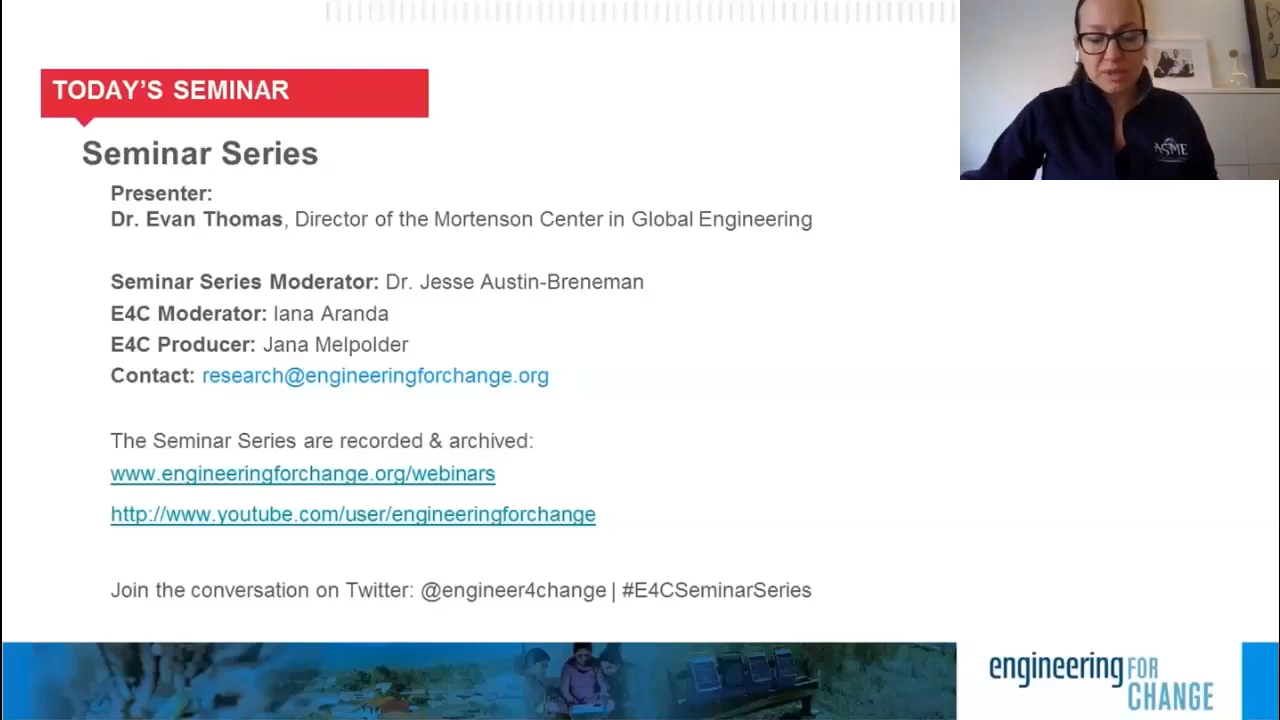 TODAY'S SEMINAR
Seminar Series
Presenter:
Dr. Evan Thomas, Director of the Mortenson Center in Global Engineering
Seminar Series Moderator: Dr. Jesse Austin-Breneman
E4C Moderator: Iana Aranda
E4C Producer: Jana Melpolder
Contact: research@engineeringforchange.org
The Seminar Series are recorded & archived:
www.engineeringforchange.org/webinars
http://www.youtube.com/user/engineeringforchange
Join the conversation on Twitter: @engineer4change | #E4CSeminarSeries
ASME
engineering FOR
CHANGE